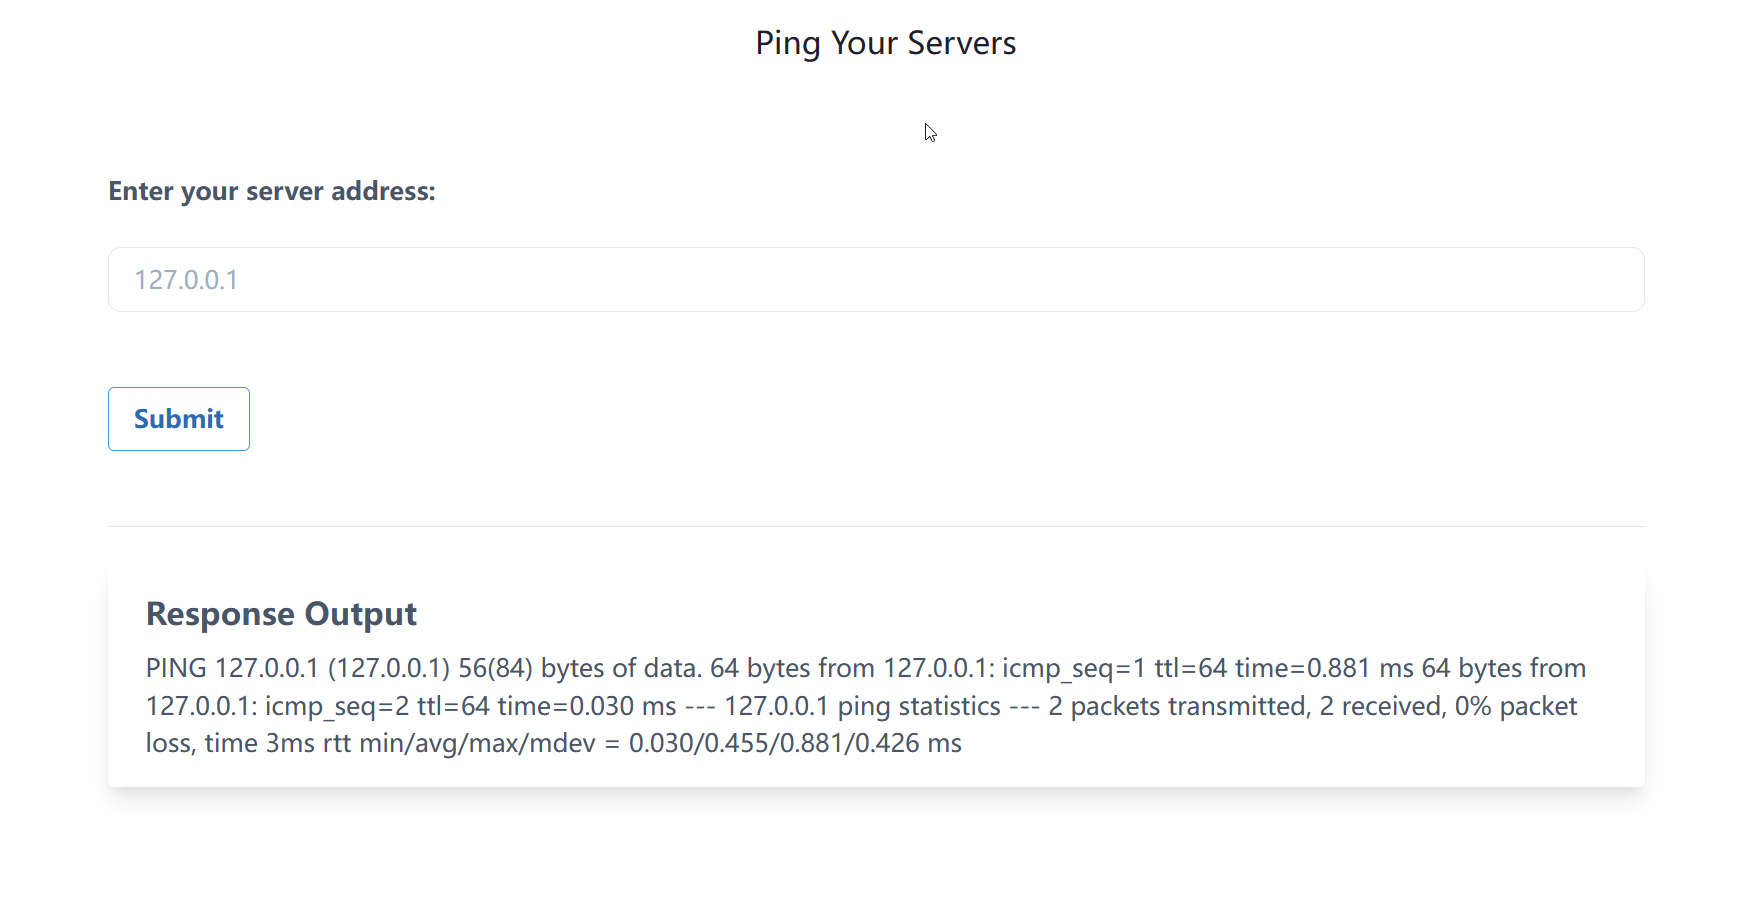 Ping Your Servers
Enter your server address:
127.0.0.1
Submit
Response Output
PING 127.0.0.1 (127.0.0.1) 56(84) bytes of data. 64 bytes from 127.0.0.1: icmp_seq=1 ttl=64 time=0.881 ms 64 bytes from
127.0.0.1: icmp_seq=2 ttl=64 time=0.030 ms --- 127.0.0.1 ping statistics --- 2 packets transmitted, 2 received, 0% packet
loss, time 3ms rtt min/avg/max/mdev = 0.030/0.455/0.881/0.426 ms